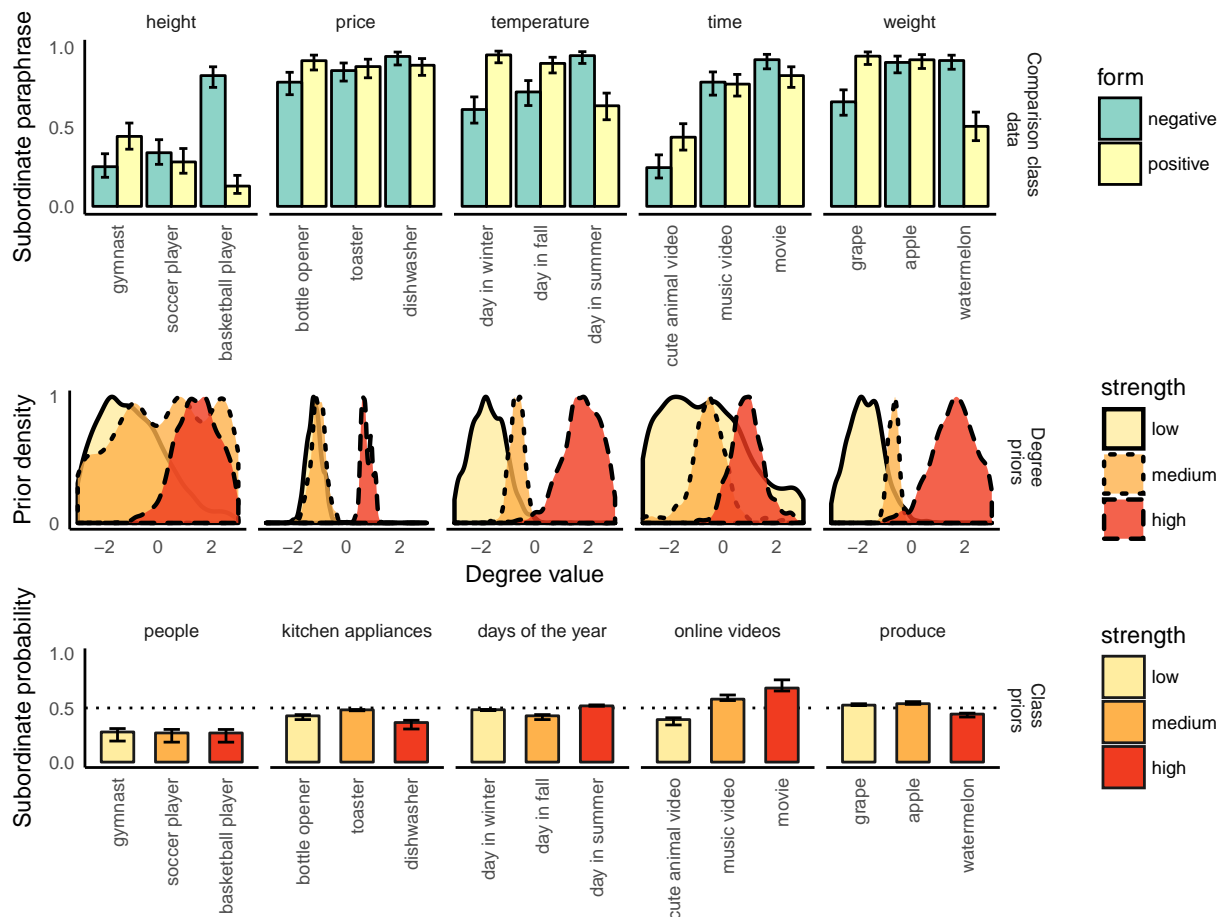 height price temperature time weight
Subordinate paraphrase
1.0
0.5
0.0
Comparison class
data
form
negative
positive
gymnast
soccer player
basketball player
bottle opener
toaster
dishwasher
day in winter
day in fall
day in summer
cute animal video
music video
movie
grape
apple
watermelon
Prior density
1
0
Degree
priors
strength
low
medium
high
−2 0 2 −2 0 2 −2 0 2 −2 0 2 −2 0 2
Degree value
people kitchen appliances days of the year online videos produce
Subordinate probability
1.0
0.5
0.0
Class
priors
strength
low
medium
high
gymnast
soccer player
basketball player
bottle opener
toaster
dishwasher
day in winter
day in fall
day in summer
cute animal video
music video
movie
grape
apple
watermelon